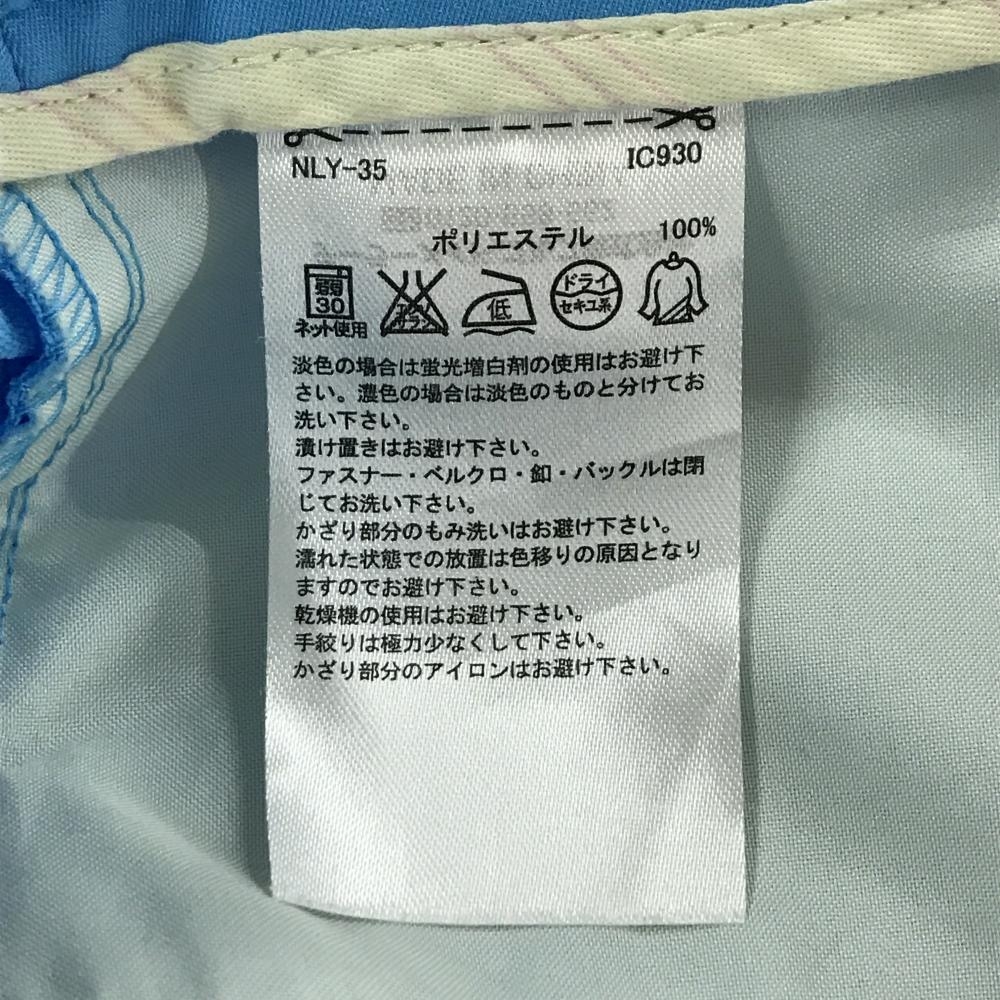 NLY-35 IC930
ポリエステル 100%
弱
30
ネット使用
エンソ
サラシ
低
ドライ
セキユ系
淡色の場合は蛍光増白剤の使用はお避け下
さい。濃色の場合は淡色のものと分けてお
洗い下さい。
漬け置きはお避け下さい。
ファスナー・ベルクロ・釦・バックルは閉
じてお洗い下さい。
かざり部分のもみ洗いはお避け下さい。
濡れた状態での放置は色移りの原因となり
ますのでお避け下さい。
乾燥機の使用はお避け下さい。
手絞りは極力少なくして下さい。
かざり部分のアイロンはお避け下さい。